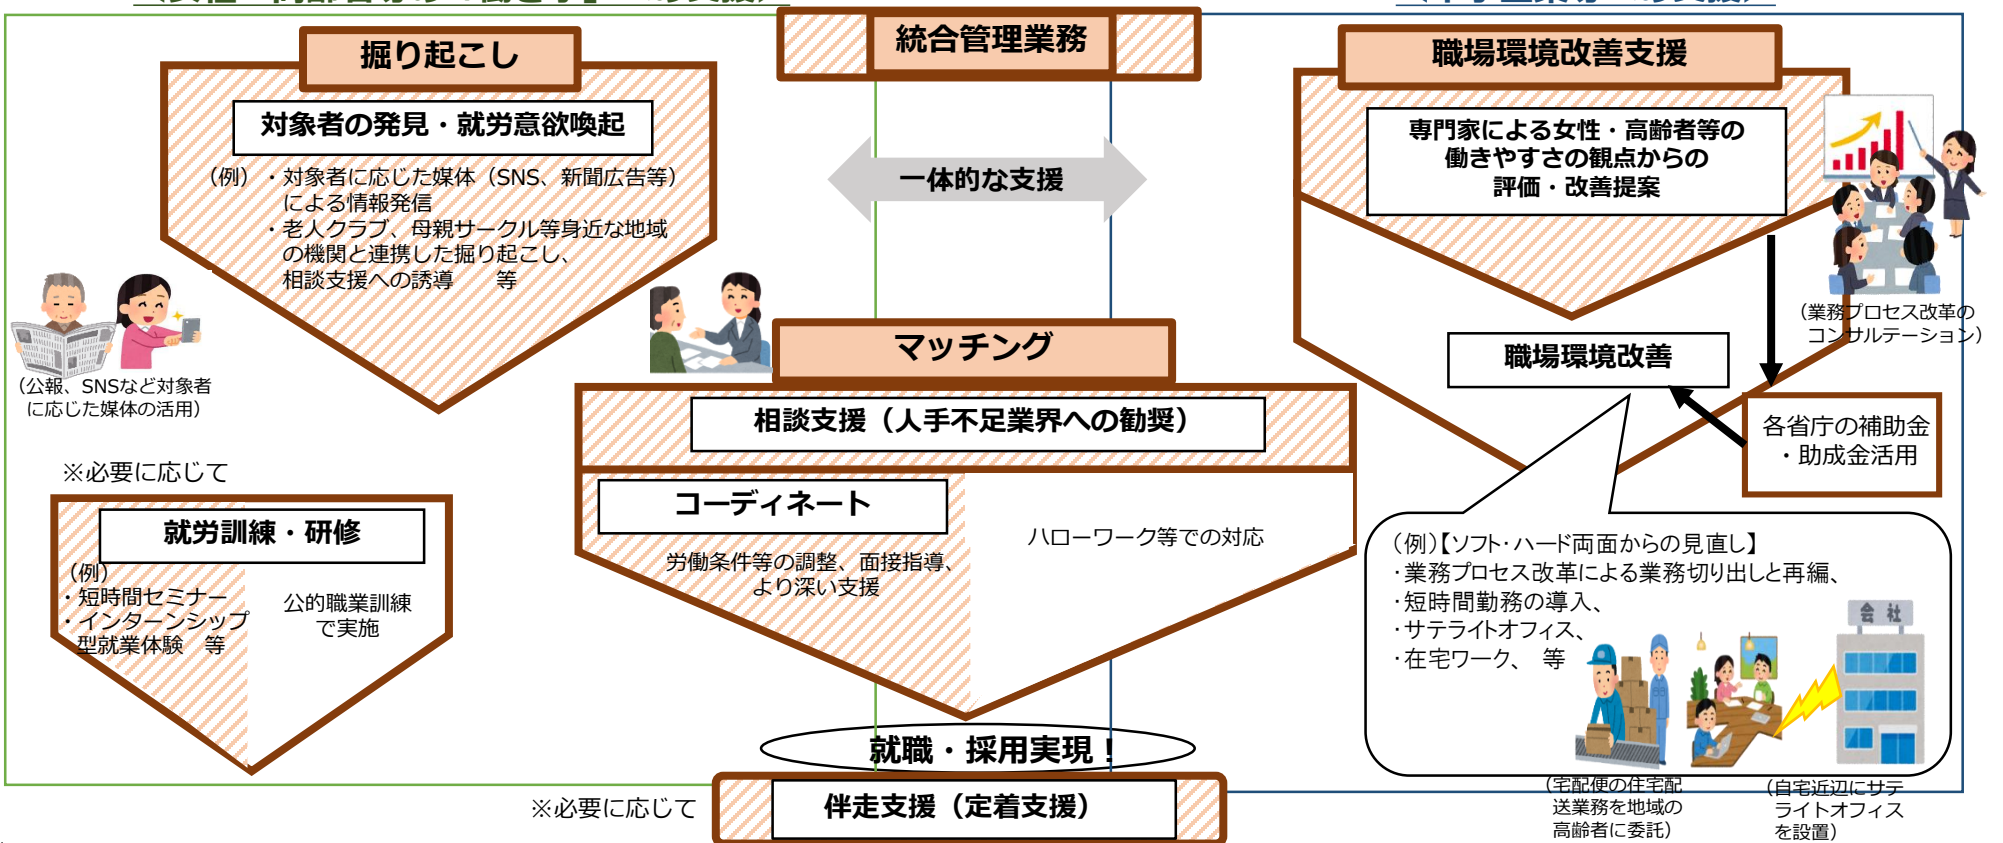 統合管理業務
掘り起こし
対象者の発見・就労意欲喚起
（例）・対象者に応じた媒体（SNS、新聞広告等）
による情報発信
・老人クラブ、母親サークル等身近な地域
の機関と連携した掘り起こし、
相談支援への誘導　等
（公報、SNSなど対象者
に応じた媒体の活用）
※必要に応じて
就労訓練・研修
（例）
・短時間セミナー
・インターンシップ
型就業体験　等
公的職業訓練
で実施
一体的な支援
マッチング
相談支援（人手不足業界への勧奨）
コーディネート
労働条件等の調整、面接指導、
より深い支援
ハローワーク等での対応
就職・採用実現！
※必要に応じて
伴走支援（定着支援）
職場環境改善支援
専門家による女性・高齢者等の
働きやすさの観点からの
評価・改善提案
（業務プロセス改革の
コンサルテーション）
職場環境改善
各省庁の補助金
・助成金活用
（例）【ソフト・ハード両面からの見直し】
・業務プロセス改革による業務切り出しと再編、
・短時間勤務の導入、
・サテライトオフィス、
・在宅ワーク、　等
会社
（宅配便の住宅配
送業務を地域の
高齢者に委託）
（自宅近辺にサテ
ライトオフィス
を設置）